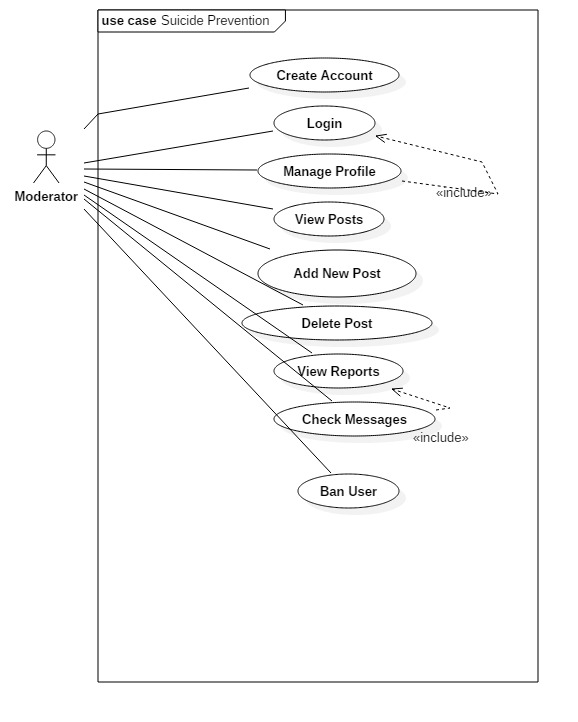 use case Suicide Prevention
Create Account
Login
Manage Profile
«include»
Moderator
View Posts
Add New Post
Delete Post
View Reports
Check Messages
«include»
Ban User